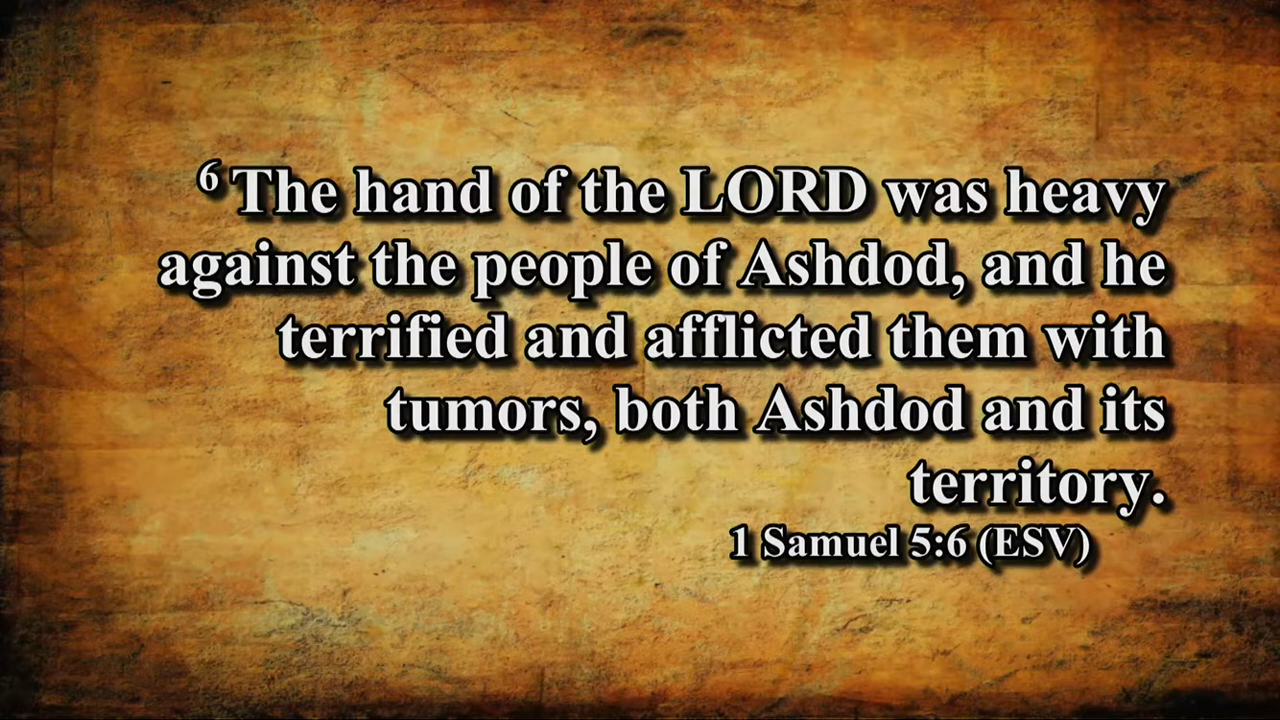 6 The hand of the LORD was heavy
against the people of Ashdod, and he
terrified and afflicted them with
tumors, both Ashdod and its
territory.
1 Samuel 5:6 (ESV)